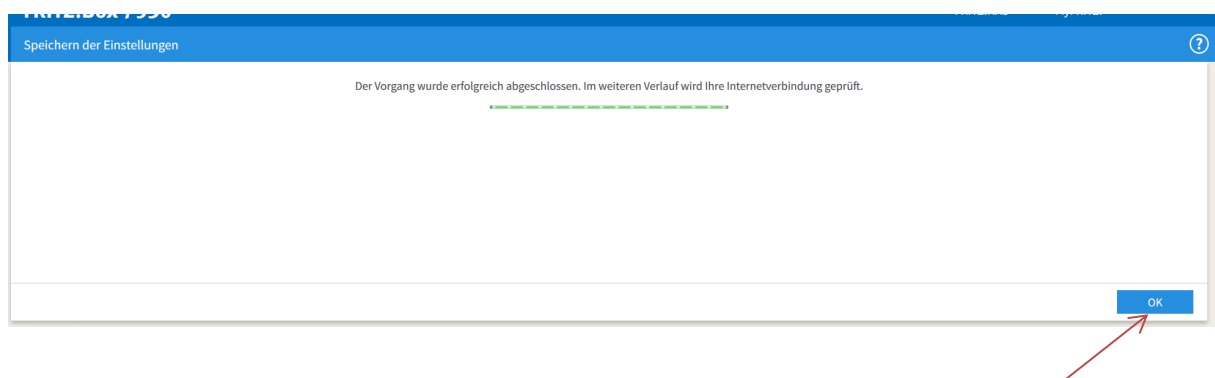 Speichern der Einstellungen
?
Der Vorgang wurde erfolgreich abgeschlossen. Im weiteren Verlauf wird Ihre Internetverbindung geprüft.
OK